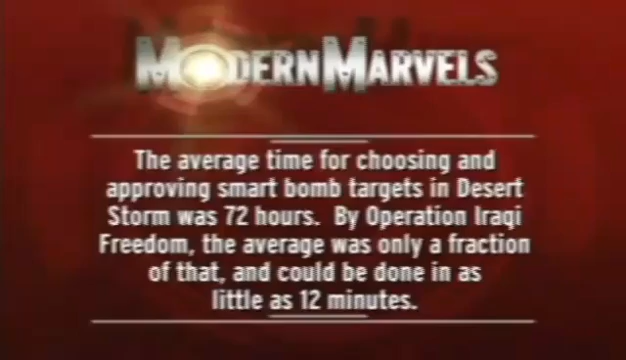 MODERN MARVELS
The average time for choosing and
approving smart bomb targets in Desert
Storm was 72 hours. By Operation Iraqi
Freedom, the average was only a fraction
of that, and could be done in as
little as 12 minutes.